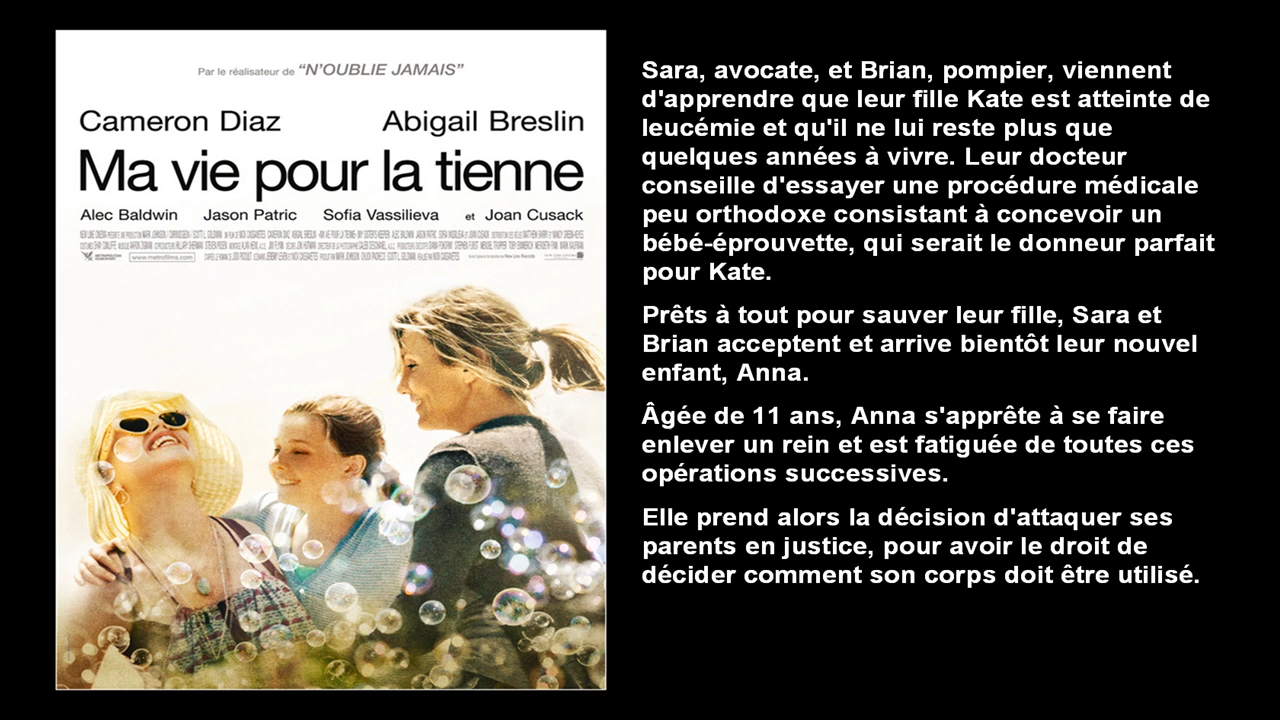 Par le réalisateur de “N'OUBLIE JAMAIS”
Cameron Diaz Abigail Breslin
Ma vie pour la tienne
Alec Baldwin Jason Patric Sofia Vassilieva et Joan Cusack
www.metrofilms.com
Sara, avocate, et Brian, pompier, viennent
d'apprendre que leur fille Kate est atteinte de
leucémie et qu'il ne lui reste plus que
quelques années à vivre. Leur docteur
conseille d'essayer une procédure médicale
peu orthodoxe consistant à concevoir un
bébé-éprouvette, qui serait le donneur parfait
pour Kate.
Prêts à tout pour sauver leur fille, Sara et
Brian acceptent et arrive bientôt leur nouvel
enfant, Anna.
Âgée de 11 ans, Anna s'apprête à se faire
enlever un rein et est fatiguée de toutes ces
opérations successives.
Elle prend alors la décision d'attaquer ses
parents en justice, pour avoir le droit de
décider comment son corps doit être utilisé.